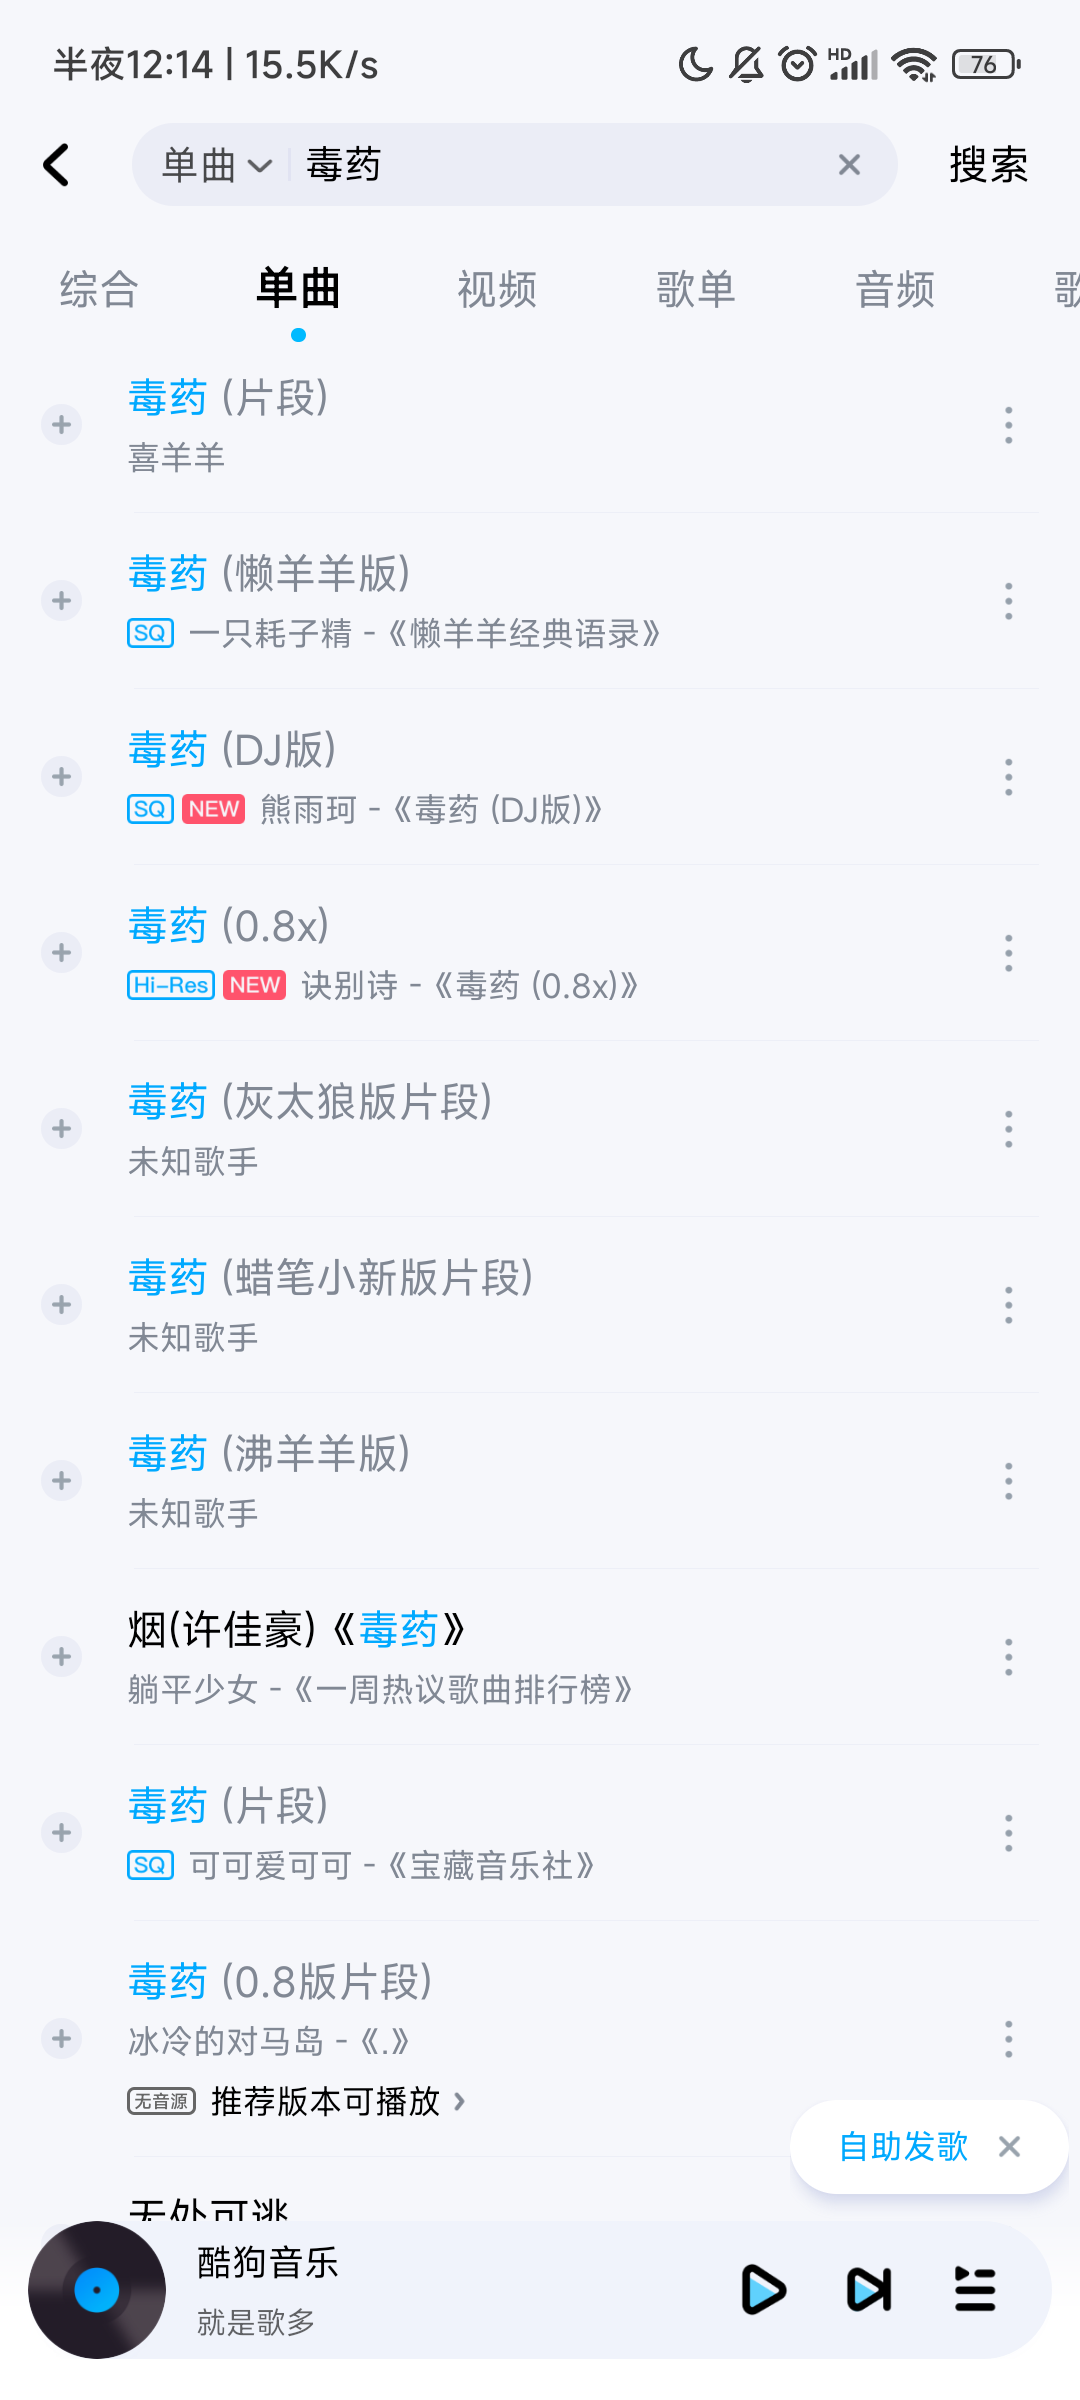 半夜12:14 | 15.5K/s
HD
76
单曲 毒药
搜索
综合 单曲 视频 歌单 音频
毒药 (片段)
喜羊羊
毒药 (懒羊羊版)
SQ 一只耗子精 -《懒羊羊经典语录》
毒药 (DJ版)
SQ NEW 熊雨珂 -《毒药 (DJ版)》
毒药 (0.8x)
Hi-Res NEW 诀别诗 -《毒药 (0.8x)》
毒药 (灰太狼版片段)
未知歌手
毒药 (蜡笔小新版片段)
未知歌手
毒药 (沸羊羊版)
未知歌手
烟(许佳豪)《毒药》
躺平少女 -《一周热议歌曲排行榜》
毒药 (片段)
SQ 可可爱可可 -《宝藏音乐社》
毒药 (0.8版片段)
冰冷的对马岛 -《.》
无音源 推荐版本可播放
自助发歌
无处可逃
酷狗音乐
就是歌多